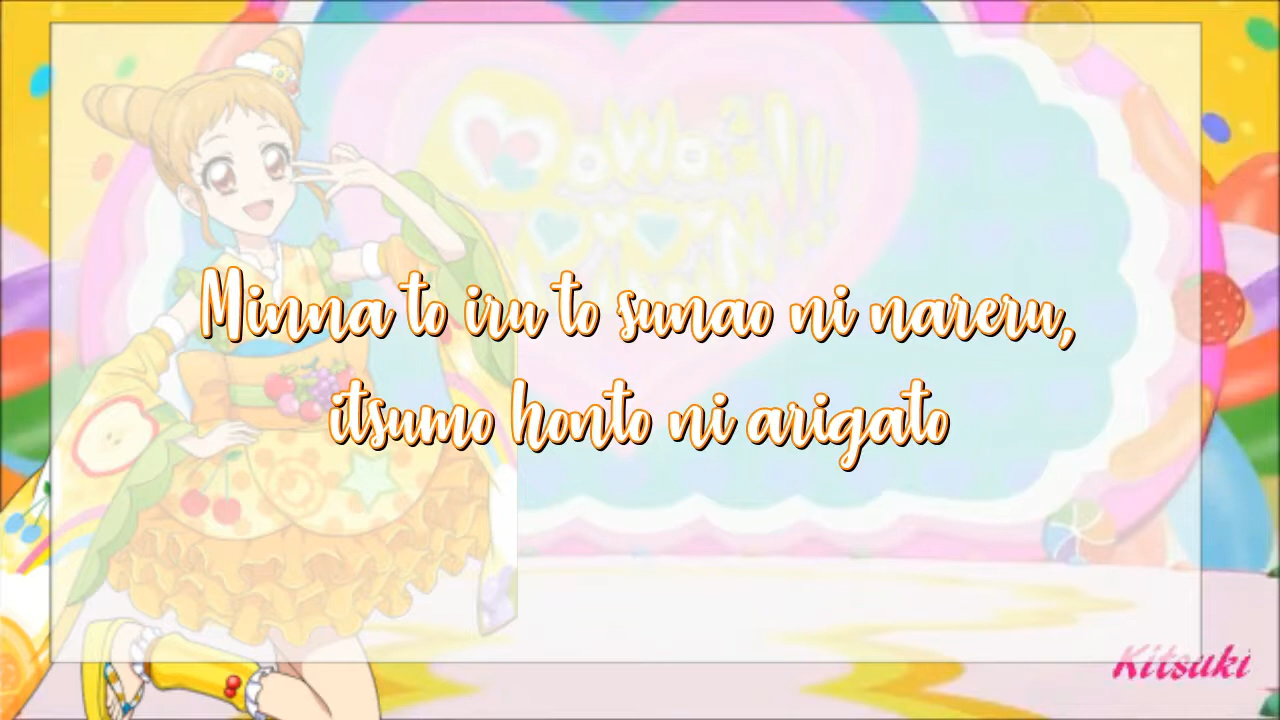 Minna to iru to sunao ni nareru,
itsumo honto ni arigato
Kitsuki